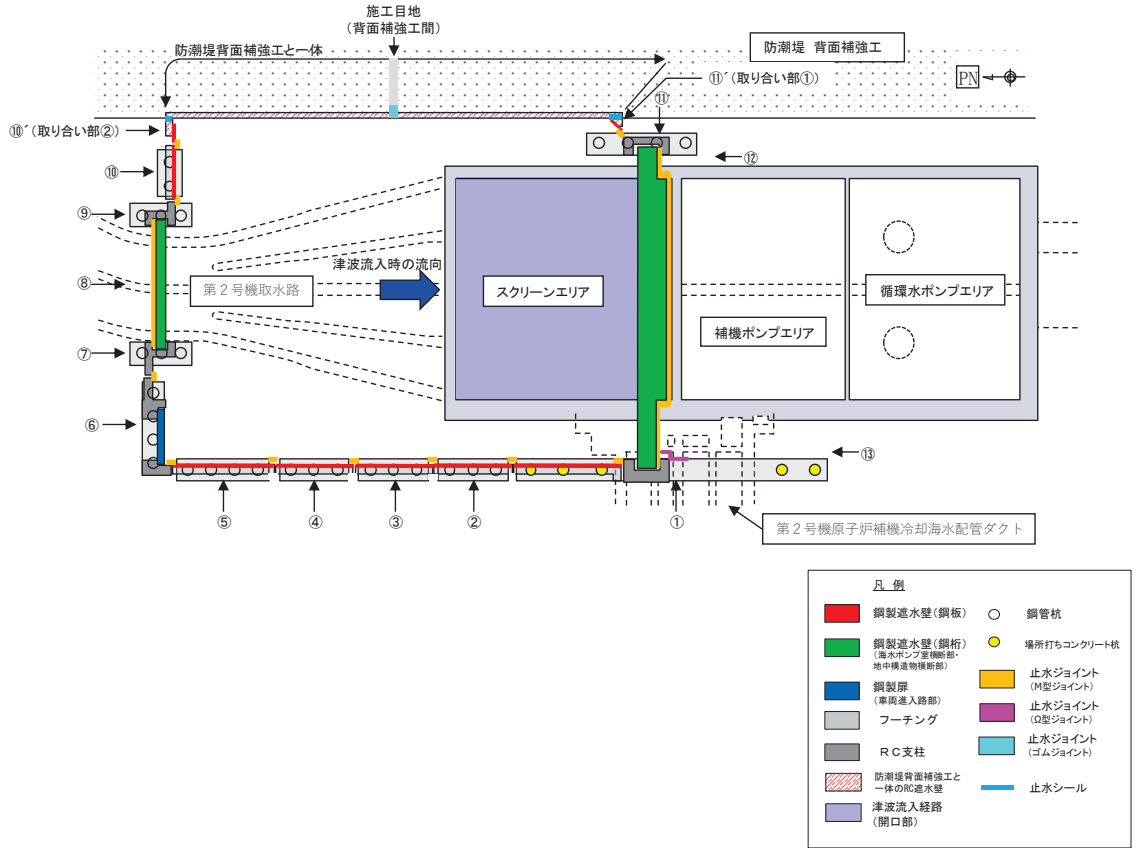 施工目地
(背面補強工間)
防潮堤背面補強工と一体
防潮堤 背面補強工
PN
⑪´(取り合い部①)
⑪
⑩´(取り合い部②)
⑫
⑩
⑨
津波流入時の流向
⑧
第２号機取水路
スクリーンエリア
循環水ポンプエリア
補機ポンプエリア
⑦
⑥
⑬
⑤
④
③
②
①
第２号機原子炉補機冷却海水配管ダクト
凡 例
鋼製遮水壁(鋼板)
鋼管杭
鋼製遮水壁(鋼桁)
(海水ポンプ室横断部・
地中構造物横断部)
場所打ちコンクリート杭
止水ジョイント
(M型ジョイント)
鋼製扉
(車両進入路部)
止水ジョイント
(Ω型ジョイント)
フーチング
ＲＣ支柱
止水ジョイント
(ゴムジョイント)
防潮堤背面補強工と
一体のRC遮水壁
止水シール
津波流入経路
(開口部)